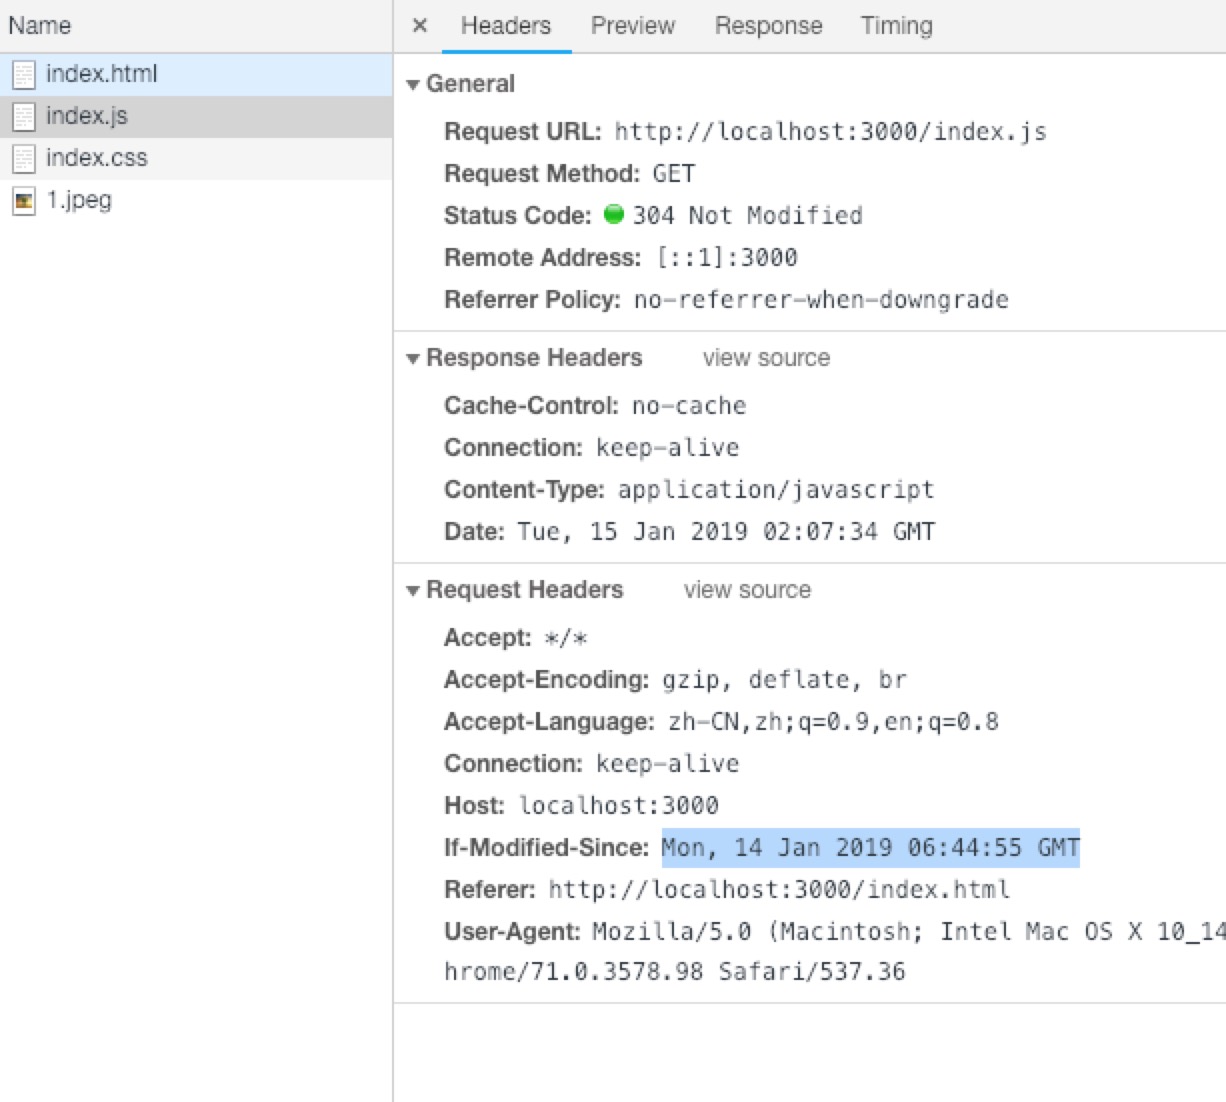 Name
index.html
index.js
index.css
1.jpeg
× Headers Preview Response Timing
▼ General
Request URL: http://localhost:3000/index.js
Request Method: GET
Status Code: 304 Not Modified
Remote Address: [::1]:3000
Referrer Policy: no-referrer-when-downgrade
▼ Response Headers view source
Cache-Control: no-cache
Connection: keep-alive
Content-Type: application/javascript
Date: Tue, 15 Jan 2019 02:07:34 GMT
▼ Request Headers view source
Accept: */*
Accept-Encoding: gzip, deflate, br
Accept-Language: zh-CN,zh;q=0.9,en;q=0.8
Connection: keep-alive
Host: localhost:3000
If-Modified-Since: Mon, 14 Jan 2019 06:44:55 GMT
Referer: http://localhost:3000/index.html
User-Agent: Mozilla/5.0 (Macintosh; Intel Mac OS X 10_14
hrome/71.0.3578.98 Safari/537.36